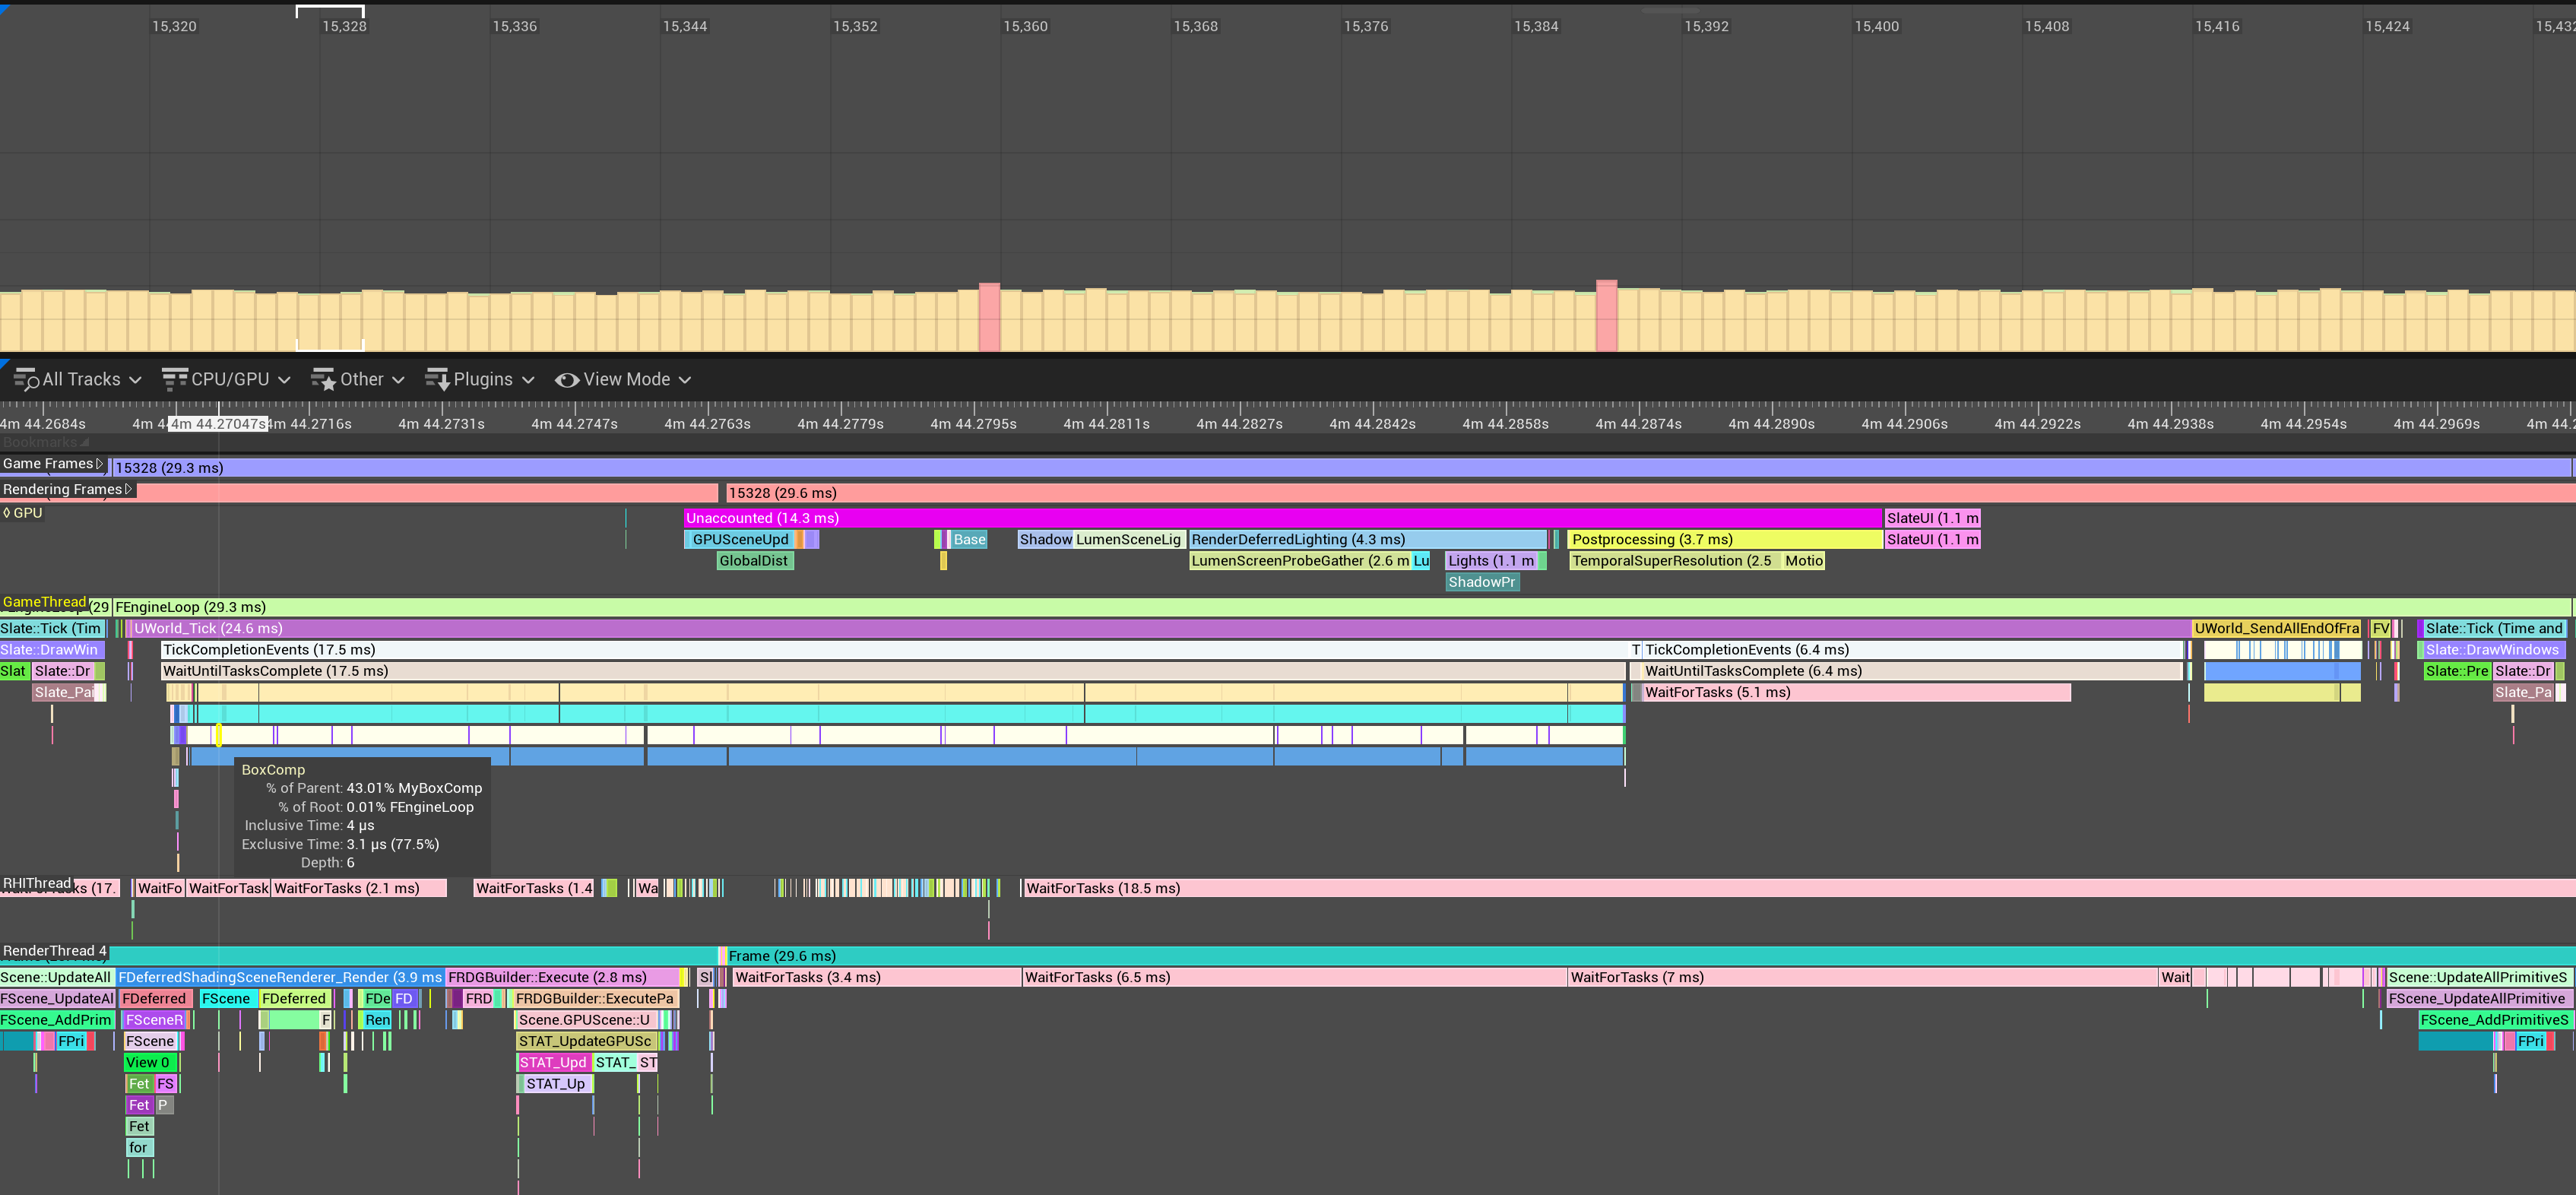 15,320 15,328 15,336 15,344 15,352 15,360 15,368 15,376 15,384 15,392 15,400 15,408 15,416 15,424 15,432
All Tracks CPU/GPU Other Plugins View Mode
4m 44.2684s 4m 44.27047s 4m 44.2716s 4m 44.2731s 4m 44.2747s 4m 44.2763s 4m 44.2779s 4m 44.2795s 4m 44.2811s 4m 44.2827s 4m 44.2842s 4m 44.2858s 4m 44.2874s 4m 44.2890s 4m 44.2906s 4m 44.2922s 4m 44.2938s 4m 44.2954s 4m 44.2969s 4m 44.2
Bookmarks
Game Frames 15328 (29.3 ms)
Rendering Frames 15328 (29.6 ms)
GPU Unaccounted (14.3 ms) SlateUI (1.1 m
GPUSceneUpd Base Shadow LumenSceneLig RenderDeferredLighting (4.3 ms) Postprocessing (3.7 ms) SlateUI (1.1 m
GlobalDist LumenScreenProbeGather (2.6 m Lu Lights (1.1 m TemporalSuperResolution (2.5 Motio
ShadowPr
GameThread (29 FEngineLoop (29.3 ms)
Slate::Tick (Tim UWorld_Tick (24.6 ms) UWorld_SendAllEndOfFra FV Slate::Tick (Time and
Slate::DrawWin TickCompletionEvents (17.5 ms) T TickCompletionEvents (6.4 ms) Slate::DrawWindows
Slat Slate::Dr WaitUntilTasksComplete (17.5 ms) WaitUntilTasksComplete (6.4 ms) Slate::Pre Slate::Dr
Slate_Pai WaitForTasks (5.1 ms) Slate_Pa
BoxComp
% of Parent: 43.01% MyBoxComp
% of Root: 0.01% FEngineLoop
Inclusive Time: 4 µs
Exclusive Time: 3.1 µs (77.5%)
Depth: 6
RHIThread ks (17. WaitFo WaitForTask WaitForTasks (2.1 ms) WaitForTasks (1.4 Wa WaitForTasks (18.5 ms)
RenderThread 4 Frame (29.6 ms)
Scene::UpdateAll FDeferredShadingSceneRenderer_Render (3.9 ms FRDGBuilder::Execute (2.8 ms) Sl WaitForTasks (3.4 ms) WaitForTasks (6.5 ms) WaitForTasks (7 ms) Wait Scene::UpdateAllPrimitiveS
FScene_UpdateAl FDeferred FScene FDeferred FDe FD FRD FRDGBuilder::ExecutePa FScene_UpdateAllPrimitive
FScene_AddPrim FSceneR F Ren Scene.GPUScene::U FScene_AddPrimitiveS
FPri FScene STAT_UpdateGPUSc FPri
View 0 STAT_Upd STAT_ ST
Fet FS STAT_Up
Fet P
Fet
for